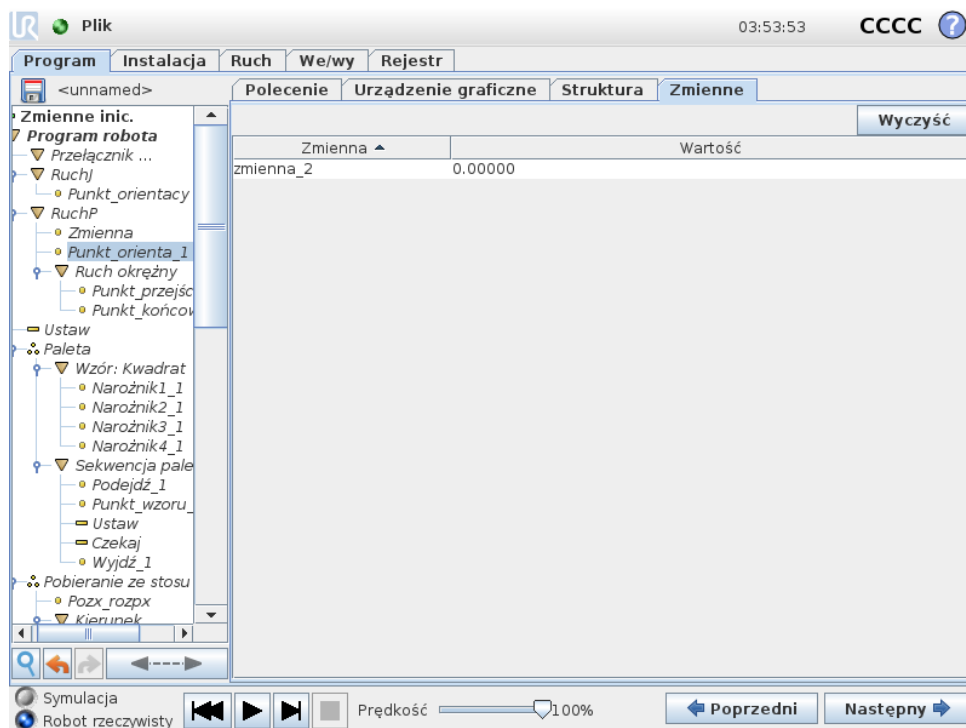 UR Plik 03:53:53 CCCC ?
Program Instalacja Ruch We/wy Rejestr
<unnamed> Polecenie Urządzenie graficzne Struktura Zmienne
Zmienne inic.
Program robota
Przełącznik ...
RuchJ
Punkt_orientacy
RuchP
Zmienna
Punkt_orienta_1
Ruch okrężny
Punkt_przejśc
Punkt_końcow
Ustaw
Paleta
Wzór: Kwadrat
Narożnik1_1
Narożnik2_1
Narożnik3_1
Narożnik4_1
Sekwencja pale
Podejdź_1
Punkt_wzoru_
Ustaw
Czekaj
Wyjdź_1
Pobieranie ze stosu
Pozx_rozpx
Kierunek
Wyczyść
Zmienna Wartość
zmienna_2 0.00000
Symulacja
Robot rzeczywisty
Prędkość 100%
Poprzedni Następny